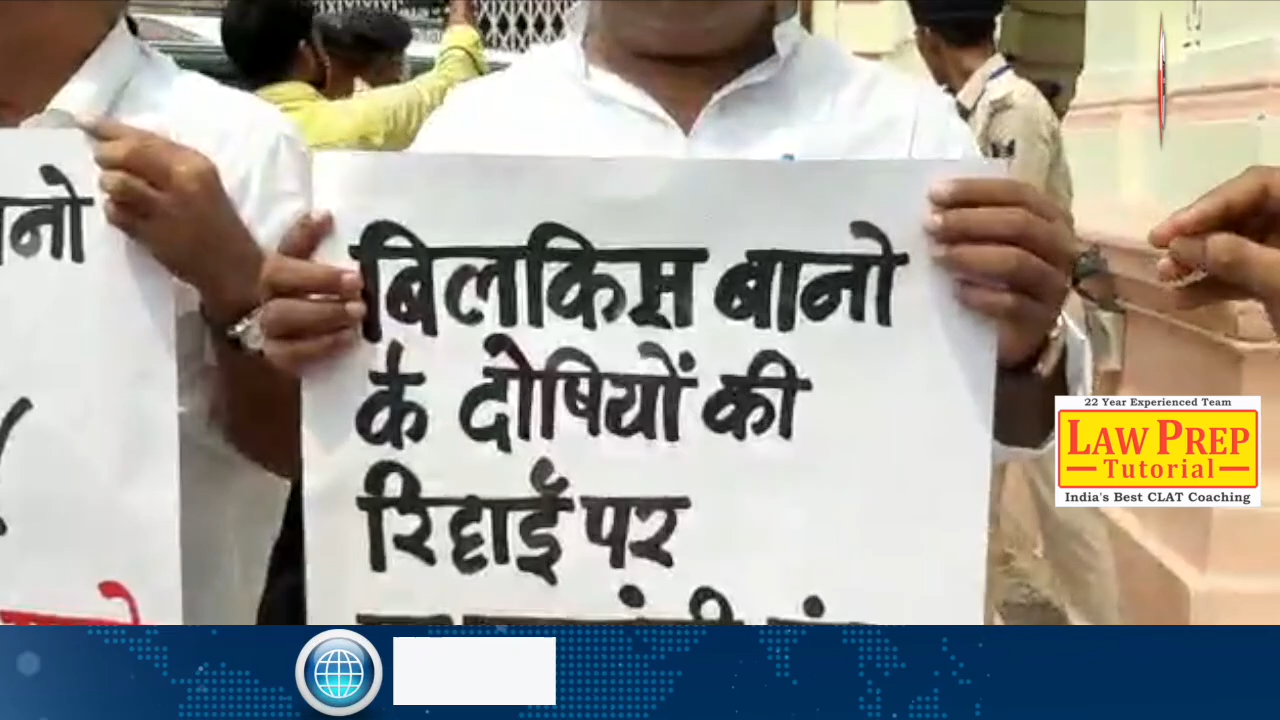 नो
बिलकिस बानो
के दोषियों की
रिहाई पर
22 Year Experienced Team
LAW PREP
Tutorial
India's Best CLAT Coaching